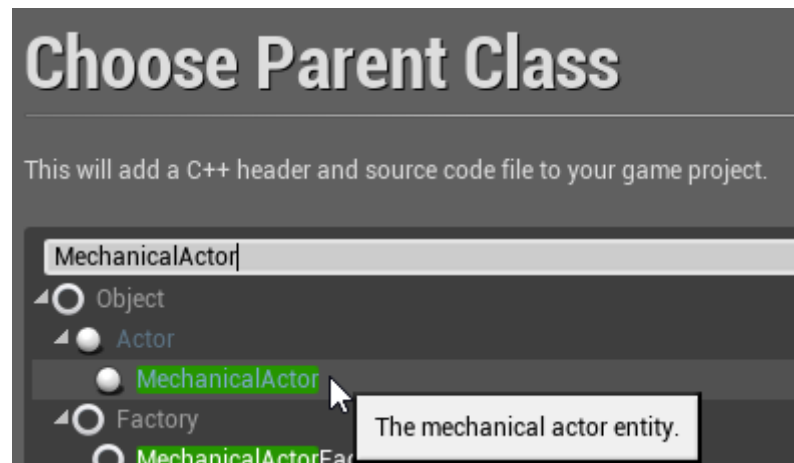 Choose Parent Class
This will add a C++ header and source code file to your game project.
MechanicalActor
Object
Actor
MechanicalActor
The mechanical actor entity.
Factory